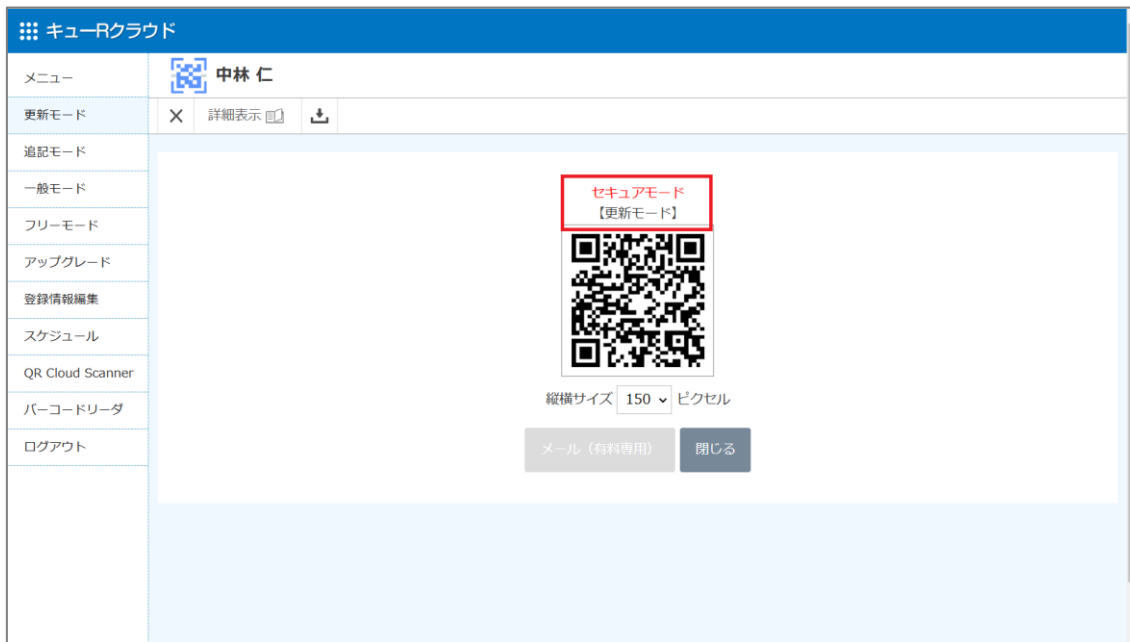 キューRクラウド
メニュー
更新モード
追記モード
一般モード
フリーモード
アップグレード
登録情報編集
スケジュール
QR Cloud Scanner
バーコードリーダ
ログアウト
中林 仁
詳細表示
セキュアモード
【更新モード】
縦横サイズ 150 ピクセル
メール（有料専用） 閉じる